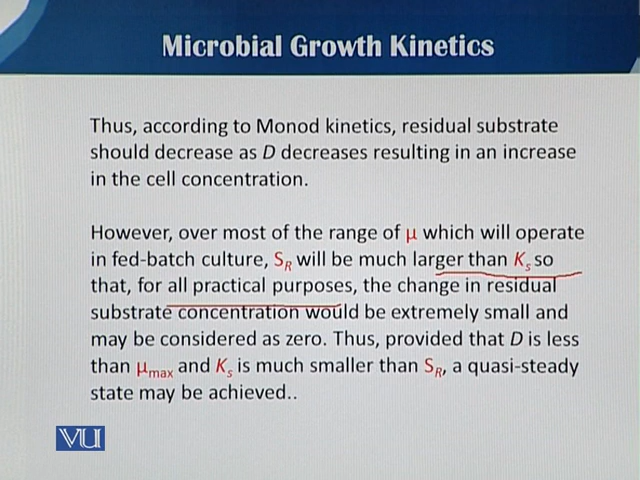 Microbial Growth Kinetics
Thus, according to Monod kinetics, residual substrate
should decrease as D decreases resulting in an increase
in the cell concentration.
However, over most of the range of μ which will operate
in fed-batch culture, SR will be much larger than Ks so
that, for all practical purposes, the change in residual
substrate concentration would be extremely small and
may be considered as zero. Thus, provided that D is less
than μmax and Ks is much smaller than SR, a quasi-steady
state may be achieved..
VU